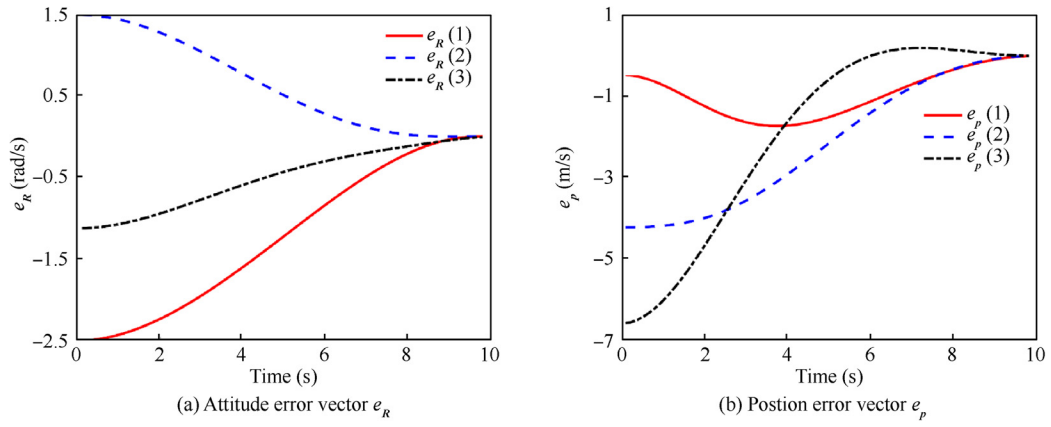 1.5
0.5
−0.5
−1.5
−2.5
e_R (rad/s)
e_R (1)
e_R (2)
e_R (3)
0 2 4 6 8 10
Time (s)
(a) Attitude error vector e_R
1
−1
−3
−5
−7
e_p (m/s)
e_p (1)
e_p (2)
e_p (3)
0 2 4 6 8 10
Time (s)
(b) Postion error vector e_p